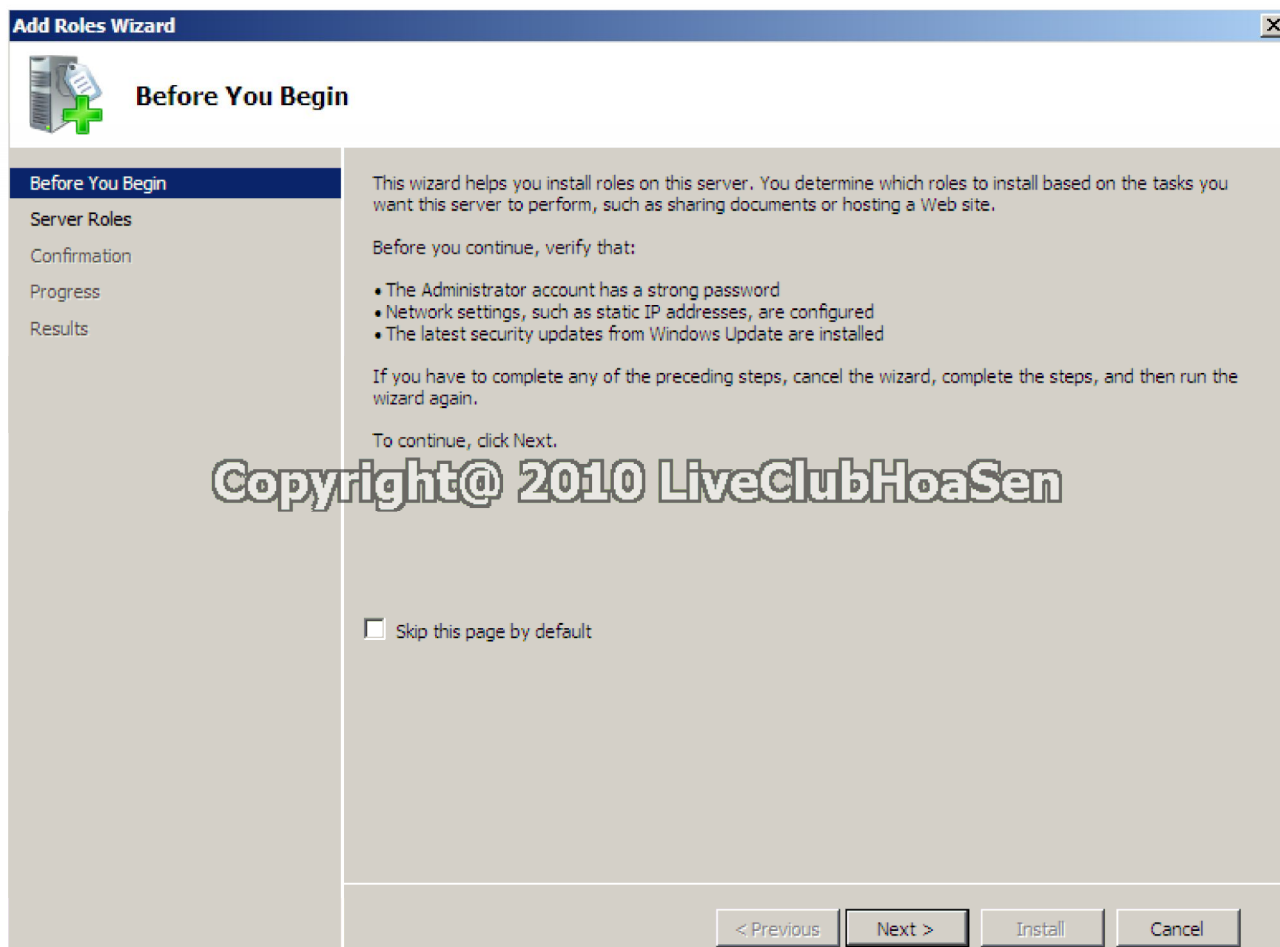 Add Roles Wizard
Before You Begin
Before You Begin
Server Roles
Confirmation
Progress
Results
This wizard helps you install roles on this server. You determine which roles to install based on the tasks you
want this server to perform, such as sharing documents or hosting a Web site.
Before you continue, verify that:
• The Administrator account has a strong password
• Network settings, such as static IP addresses, are configured
• The latest security updates from Windows Update are installed
If you have to complete any of the preceding steps, cancel the wizard, complete the steps, and then run the
wizard again.
To continue, click Next.
Copyright@ 2010 LiveClubHoaSen
Skip this page by default
< Previous
Next >
Install
Cancel